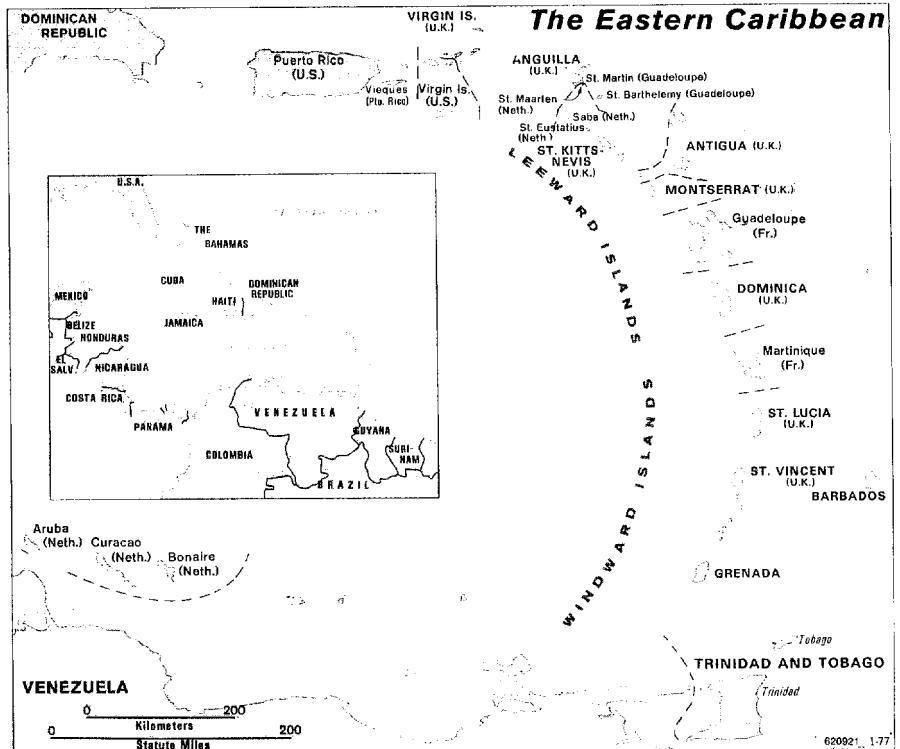 The Eastern Caribbean
DOMINICAN
REPUBLIC
VIRGIN IS.
(U.K.)
Puerto Rico
(U.S.)
Vieques
(Pto. Rico)
Virgin Is.
(U.S.)
ANGUILLA
(U.K.)
St. Martin (Guadeloupe)
St. Barthelemy (Guadeloupe)
St. Maarten
(Neth.)
Saba (Neth.)
St. Eustatius
(Neth.)
ST. KITTS-
NEVIS
(U.K.)
ANTIGUA (U.K.)
MONTSERRAT (U.K.)
Guadeloupe
(Fr.)
DOMINICA
(U.K.)
Martinique
(Fr.)
ST. LUCIA
(U.K.)
ST. VINCENT
(U.K.)
BARBADOS
GRENADA
LEEWARD ISLANDS
WINDWARD ISLANDS
U.S.A.
THE
BAHAMAS
CUBA
DOMINICAN
REPUBLIC
HAITI
MEXICO
JAMAICA
BELIZE
HONDURAS
EL
SALV.
NICARAGUA
COSTA RICA
PANAMA
VENEZUELA
GUYANA
SURI-
NAM
COLOMBIA
BRAZIL
Aruba
(Neth.)
Curacao
(Neth.)
Bonaire
(Neth.)
Tobago
TRINIDAD AND TOBAGO
Trinidad
VENEZUELA
0 200
Kilometers
0 200
Statute Miles
620921 1-77